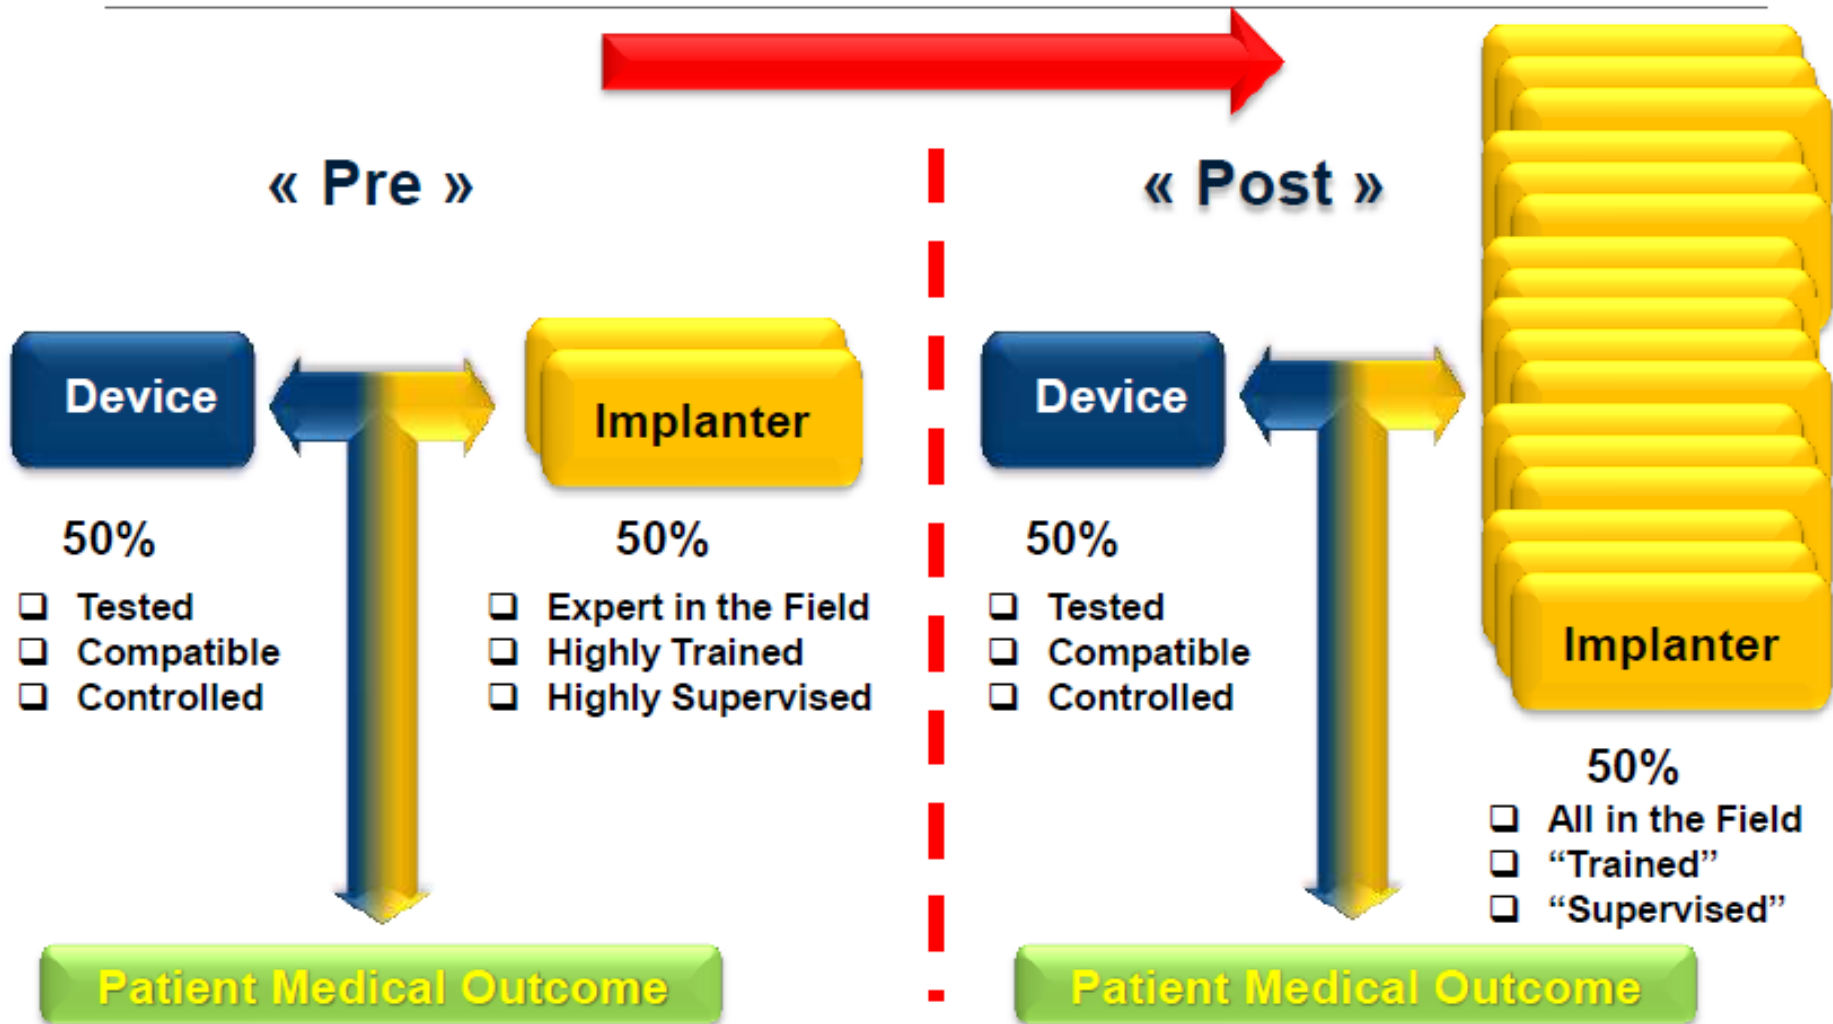 « Pre »
Device
Implanter
50%
50%
❑ Tested
❑ Compatible
❑ Controlled
❑ Expert in the Field
❑ Highly Trained
❑ Highly Supervised
Patient Medical Outcome
« Post »
Device
Implanter
50%
❑ Tested
❑ Compatible
❑ Controlled
50%
❑ All in the Field
❑ “Trained”
❑ “Supervised”
Patient Medical Outcome